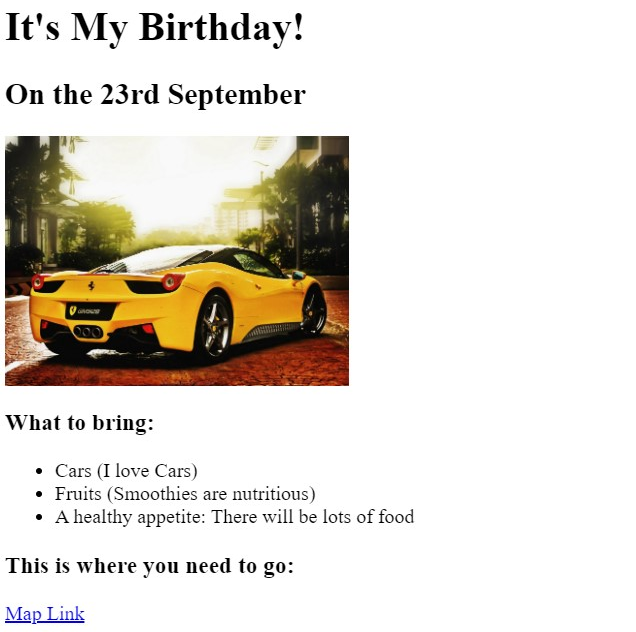 It's My Birthday!
On the 23rd September
What to bring:
Cars (I love Cars)
Fruits (Smoothies are nutritious)
A healthy appetite: There will be lots of food
This is where you need to go:
Map Link